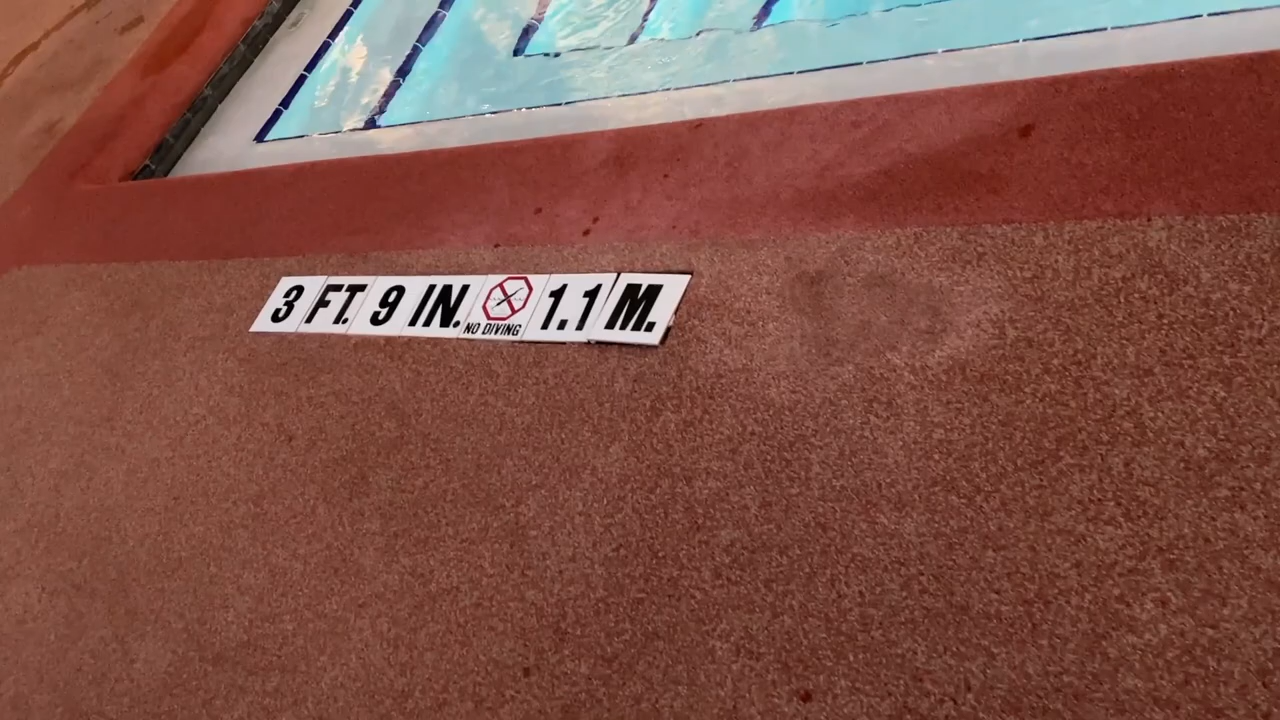 3 FT. 9 IN. NO DIVING 1.1 M.